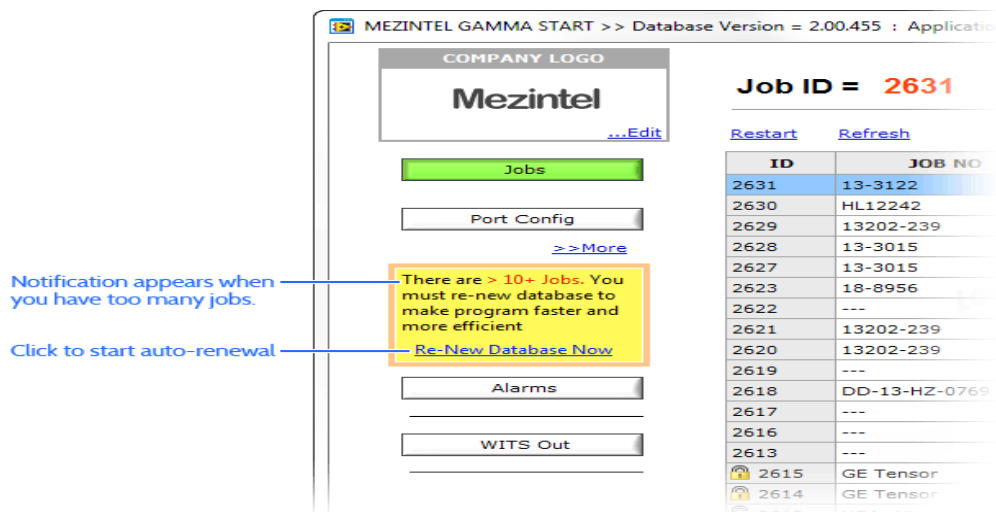 MEZINTEL GAMMA START >> Database Version = 2.00.455 : Application
COMPANY LOGO
Mezintel
...Edit
Jobs
Port Config
>>More
Notification appears when
you have too many jobs.
There are > 10+ Jobs. You
must re-new database to
make program faster and
more efficient
Click to start auto-renewal
Re-New Database Now
Alarms
WITS Out
Job ID = 2631
Restart Refresh
ID JOB NO
2631 13-3122
2630 HL12242
2629 13202-239
2628 13-3015
2627 13-3015
2623 18-8956
2622 ---
2621 13202-239
2620 13202-239
2619 ---
2618 DD-13-HZ-0769
2617 ---
2616 ---
2613 ---
2615 GE Tensor
2614 GE Tensor